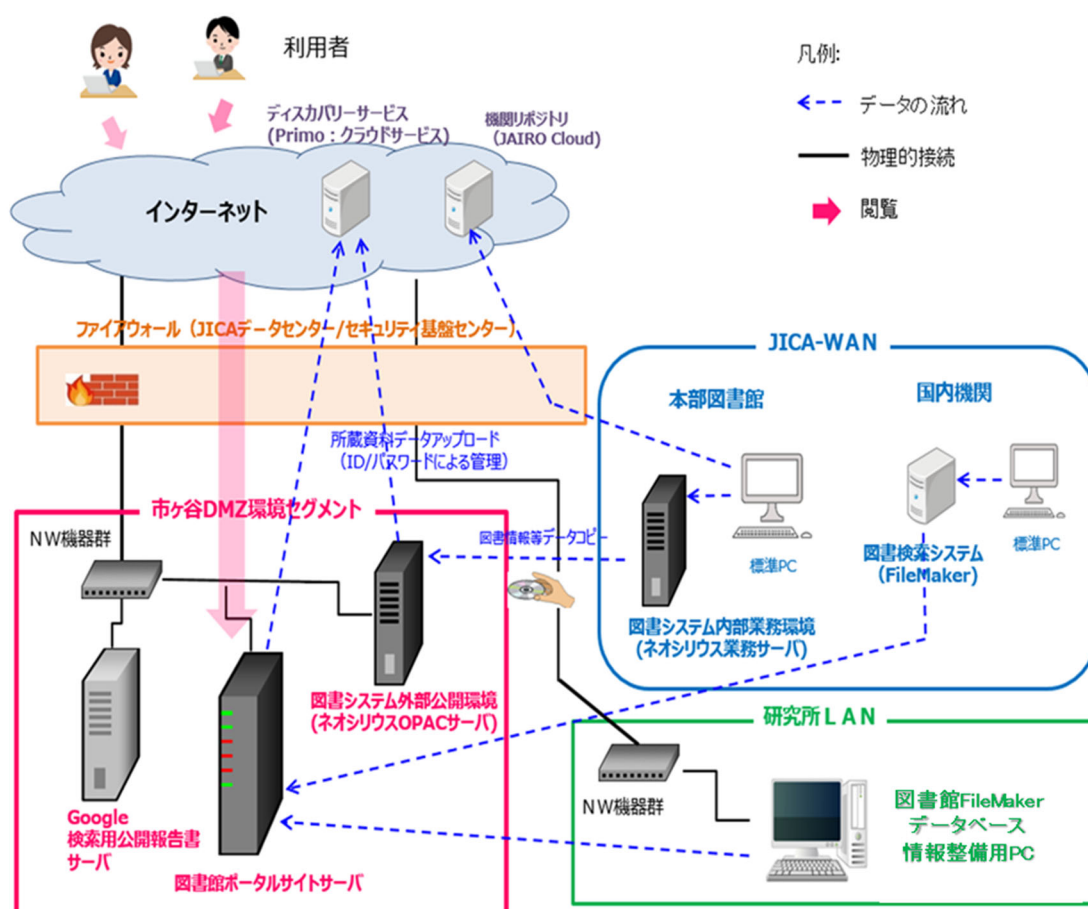 利用者
凡例:
データの流れ
物理的接続
閲覧
ディスカバリーサービス
(Primo：クラウドサービス)
機関リポジトリ
（JAIRO Cloud)
インターネット
ファイアウォール（JICAデータセンター/セキュリティ基盤センター）
JICA-WAN
本部図書館
国内機関
所蔵資料データアップロード
（ID/パスワードによる管理）
標準PC
標準PC
図書検索システム
（FileMaker）
図書システム内部業務環境
(ネオシリウス業務サーバ)
市ヶ谷DMZ環境セグメント
NW機器群
図書情報等データコピー
図書システム外部公開環境
(ネオシリウスOPACサーバ)
Google
検索用公開報告書
サーバ
図書館ポータルサイトサーバ
研究所LAN
NW機器群
図書館FileMaker
データベース
情報整備用PC